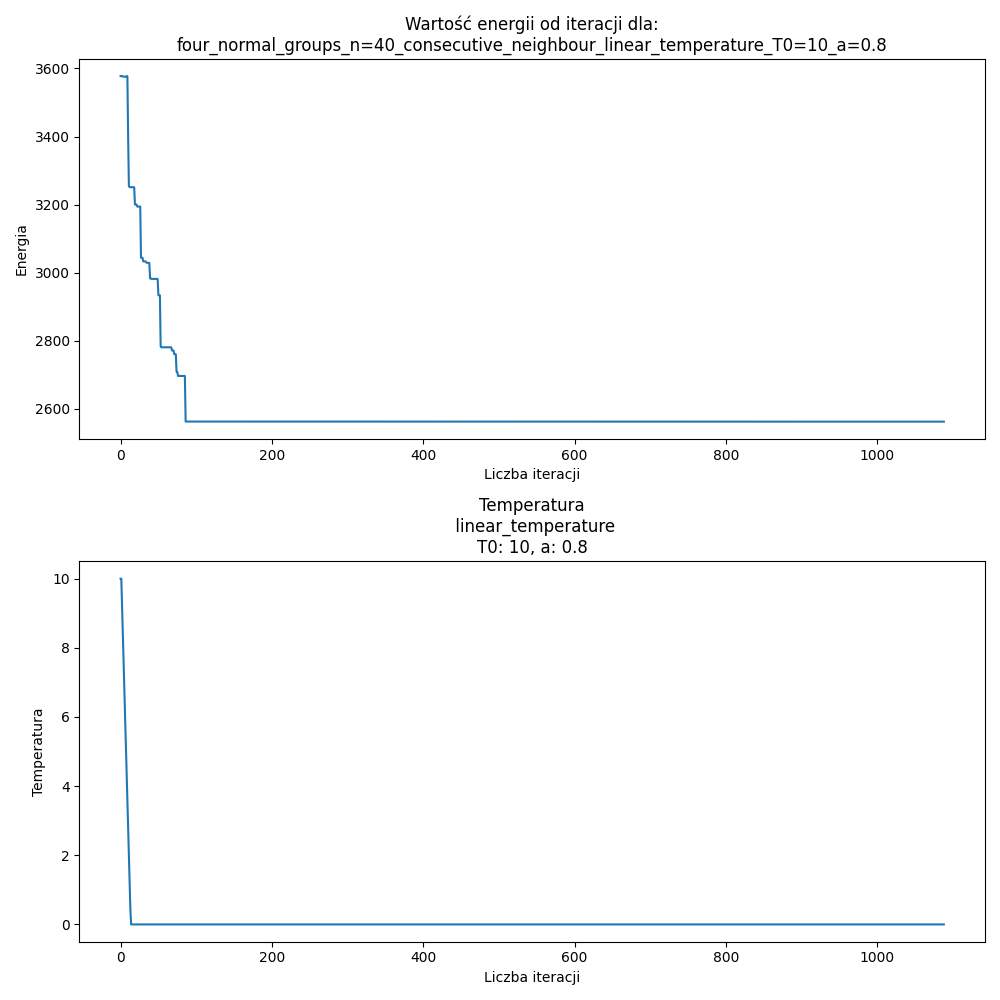 Wartość energii od iteracji dla:
four_normal_groups_n=40_consecutive_neighbour_linear_temperature_T0=10_a=0.8
3600
3400
3200
3000
2800
2600
Energia
0 200 400 600 800 1000
Liczba iteracji
Temperatura
linear_temperature
T0: 10, a: 0.8
10
8
6
4
2
0
Temperatura
0 200 400 600 800 1000
Liczba iteracji